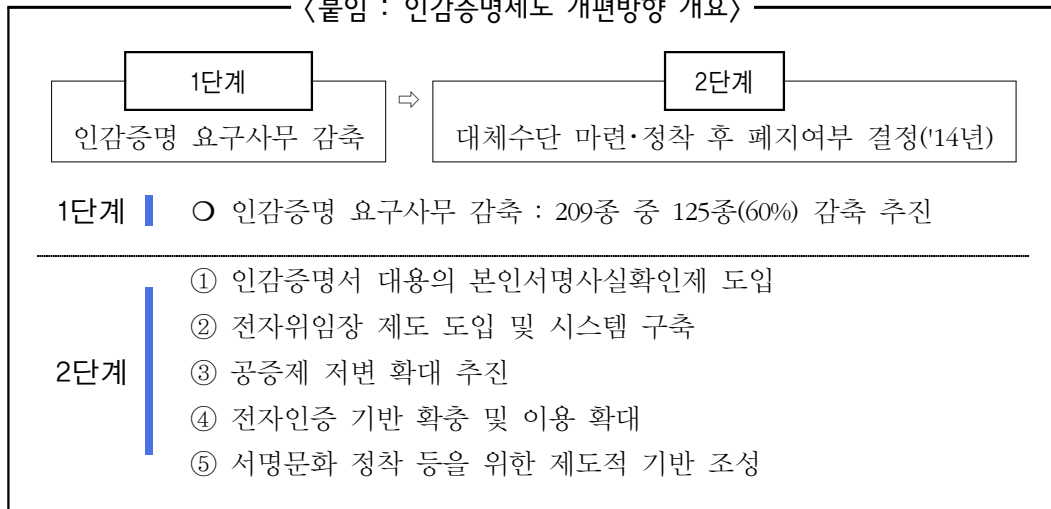 〈붙임 : 인감증명제도 개편방향 개요〉
1단계
인감증명 요구사무 감축
⇨
2단계
대체수단 마련·정착 후 폐지여부 결정('14년)
1단계 ❍ 인감증명 요구사무 감축 : 209종 중 125종(60%) 감축 추진
2단계
① 인감증명서 대용의 본인서명사실확인제 도입
② 전자위임장 제도 도입 및 시스템 구축
③ 공증제 저변 확대 추진
④ 전자인증 기반 확충 및 이용 확대
⑤ 서명문화 정착 등을 위한 제도적 기반 조성